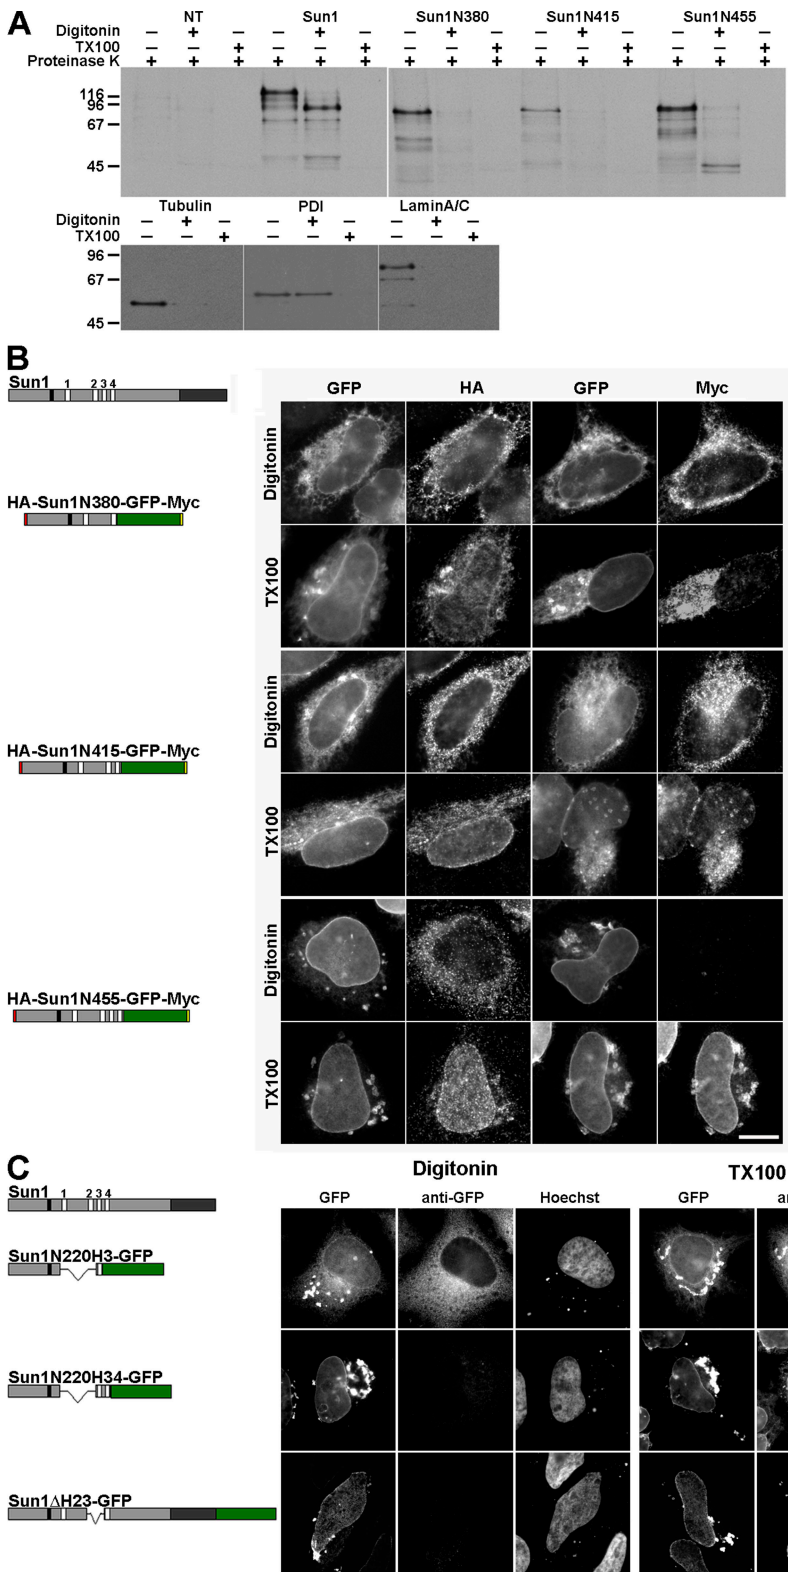 A
NT Sun1 Sun1N380 Sun1N415 Sun1N455
Digitonin – + – – + – – + – – + – – + –
TX100 – – + – – + – – + – – + – – +
Proteinase K + + + + + + + + + + + + + + +
116
96
67
45
Tubulin PDI LaminA/C
Digitonin – + – – + – – + –
TX100 – – + – – + – – +
96
67
45
B
Sun1
1 2 3 4
GFP HA GFP Myc
Digitonin
HA-Sun1N380-GFP-Myc
TX100
Digitonin
HA-Sun1N415-GFP-Myc
TX100
Digitonin
HA-Sun1N455-GFP-Myc
TX100
C
Digitonin TX100
Sun1
1 2 3 4
GFP anti-GFP Hoechst GFP
Sun1N220H3-GFP
Sun1N220H34-GFP
Sun1ΔH23-GFP